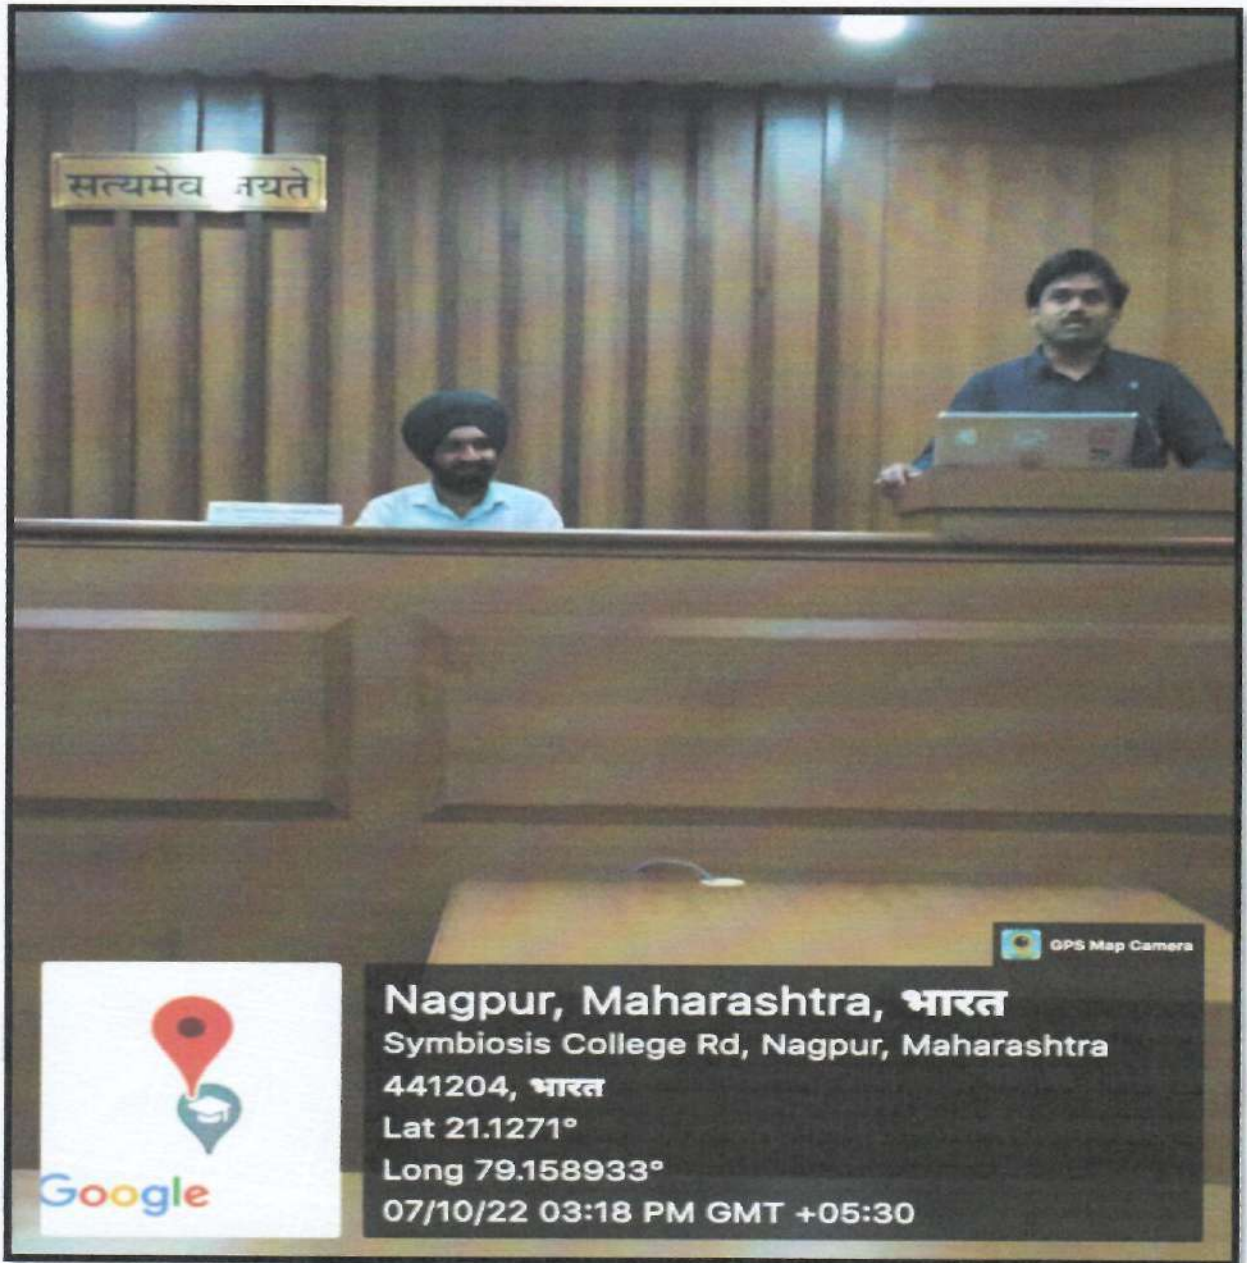 सत्यमेव जयते
GPS Map Camera
Nagpur, Maharashtra, भारत
Symbiosis College Rd, Nagpur, Maharashtra
441204, भारत
Lat 21.1271°
Long 79.158933°
07/10/22 03:18 PM GMT +05:30
Google